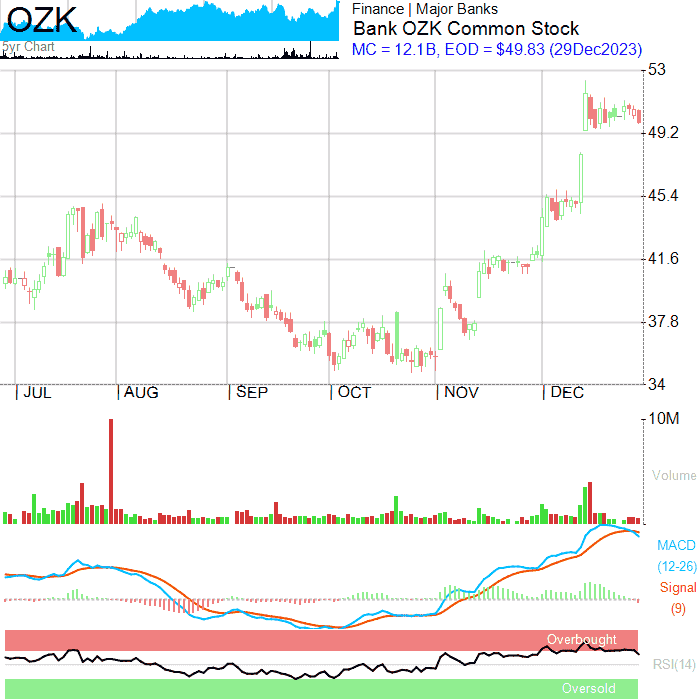 OZK
5yr Chart
Finance | Major Banks
Bank OZK Common Stock
MC = 12.1B, EOD = $49.83 (29Dec2023)
53
49.2
45.4
41.6
37.8
34
JUL AUG SEP OCT NOV DEC
10M
Volume
MACD
(12-26)
Signal
(9)
Overbought
RSI(14)
Oversold